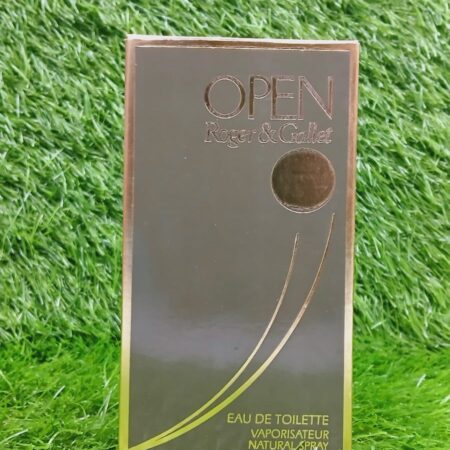 OPEN
Roger & Gallet
EAU DE TOILETTE
VAPORISATEUR
NATURAL SPRAY